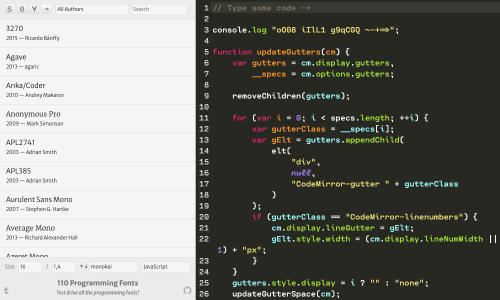 S 0 V → All Authors Search
3270
2015 — Ricardo Bánffy
Agave
2013 — agaric
Anka/Coder
2010 — Andrey Makarov
Anonymous Pro
2009 — Mark Simonson
APL2741
2003 — Adrian Smith
APL385
2003 — Adrian Smith
Aurulent Sans Mono
2007 — Stephen G. Hartke
Average Mono
2013 — Richard Alexander Hall
Azeret Mono
Size 16 / 1,4 ↑↓ monokai JavaScript
110 Programming Fonts
Test drive all the programming fonts!
1 // Type some code ->
2
3 console.log "oO08 iIlL1 g9qCGQ ~-+=>";
4
5 function updateGutters(cm) {
6 var gutters = cm.display.gutters,
7 __specs = cm.options.gutters;
8
9 removeChildren(gutters);
10
11 for (var i = 0; i < specs.length; ++i) {
12 var gutterClass = __specs[i];
13 var gElt = gutters.appendChild(
14 elt(
15 "div",
16 null,
17 "CodeMirror-gutter " + gutterClass
18 )
19 );
20 if (gutterClass == "CodeMirror-linenumbers") {
21 cm.display.lineGutter = gElt;
22 gElt.style.width = (cm.display.lineNumWidth ||
1) + "px";
23 }
24 }
25 gutters.style.display = i ? "" : "none";
26 updateGutterSpace(cm);